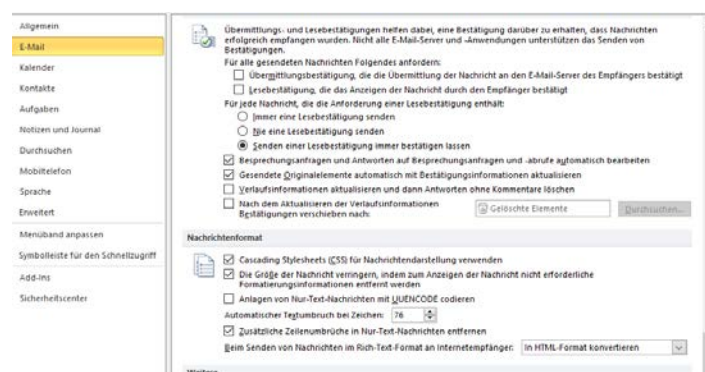 Allgemein
E-Mail
Kalender
Kontakte
Aufgaben
Notizen und Journal
Durchsuchen
Mobiltelefon
Sprache
Erweitert
Menüband anpassen
Symbolleiste für den Schnellzugriff
Add-Ins
Sicherheitscenter
Übermittlungs- und Lesebestätigungen helfen dabei, eine Bestätigung darüber zu erhalten, dass Nachrichten
erfolgreich empfangen wurden. Nicht alle E-Mail-Server und -Anwendungen unterstützen das Senden von
Bestätigungen.
Für alle gesendeten Nachrichten Folgendes anfordern:
Übermittlungsbestätigung, die die Übermittlung der Nachricht an den E-Mail-Server des Empfängers bestätigt
Lesebestätigung, die das Anzeigen der Nachricht durch den Empfänger bestätigt
Für jede Nachricht, die die Anforderung einer Lesebestätigung enthält:
Immer eine Lesebestätigung senden
Nie eine Lesebestätigung senden
Senden einer Lesebestätigung immer bestätigen lassen
Besprechungsanfragen und Antworten auf Besprechungsanfragen und -abrufe automatisch bearbeiten
Gesendete Originalelemente automatisch mit Bestätigungsinformationen aktualisieren
Verlaufsinformationen aktualisieren und dann Antworten ohne Kommentare löschen
Nach dem Aktualisieren der Verlaufsinformationen
Bestätigungen verschieben nach:
Gelöschte Elemente
Durchsuchen...
Nachrichtenformat
Cascading Stylesheets (CSS) für Nachrichtendarstellung verwenden
Die Größe der Nachricht verringern, indem zum Anzeigen der Nachricht nicht erforderliche
Formatierungsinformationen entfernt werden
Anlagen von Nur-Text-Nachrichten mit UUENCODE codieren
Automatischer Textumbruch bei Zeichen: 76
Zusätzliche Zeilenumbrüche in Nur-Text-Nachrichten entfernen
Beim Senden von Nachrichten im Rich-Text-Format an Internetempfänger: In HTML-Format konvertieren